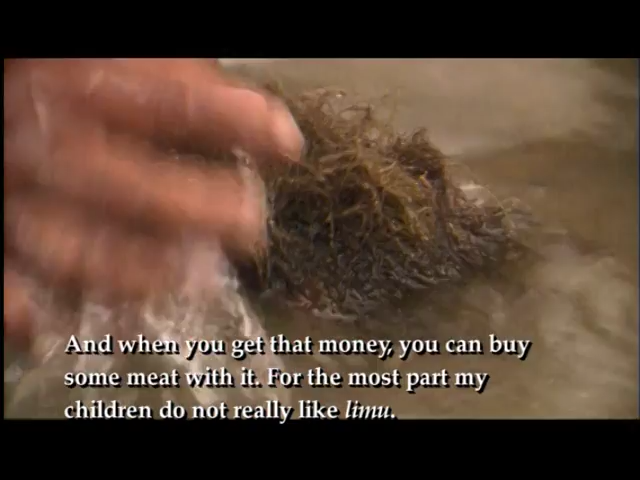 And when you get that money, you can buy
some meat with it. For the most part my
children do not really like limu.